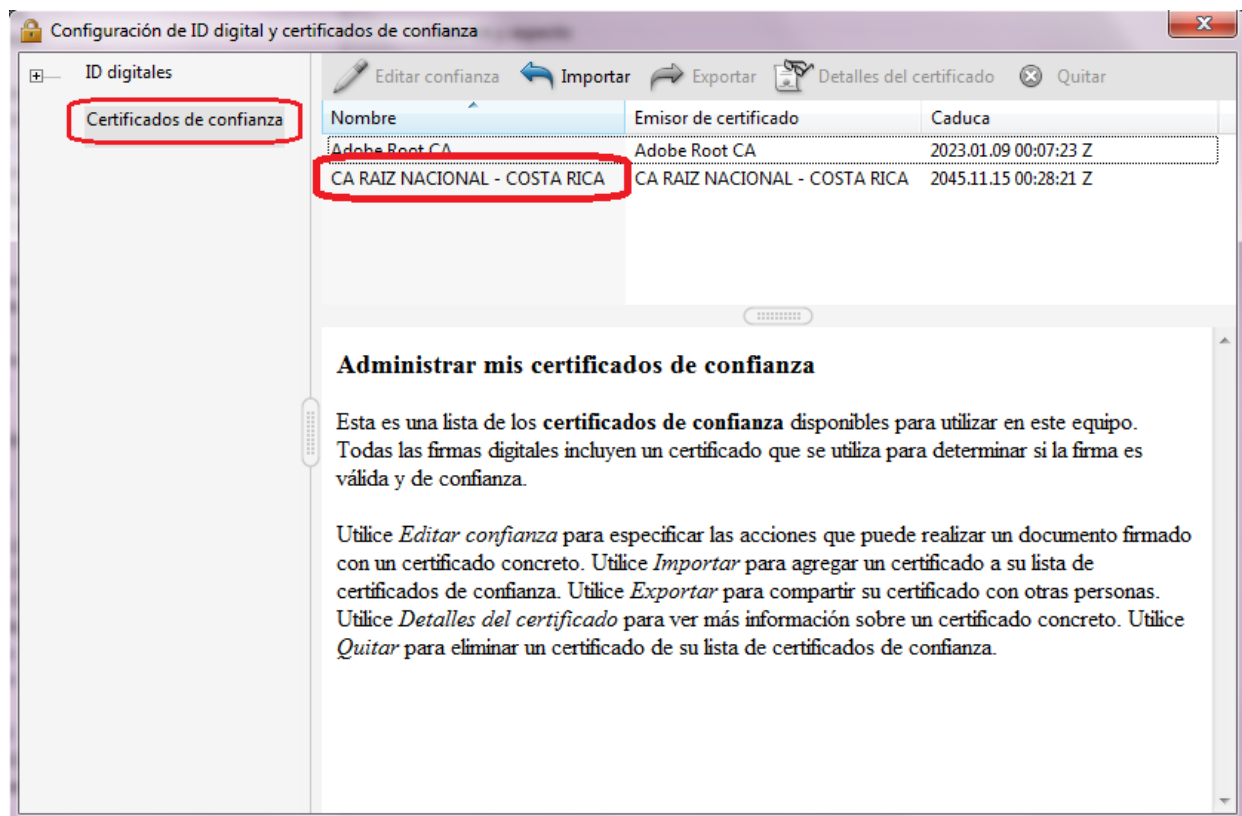 Configuración de ID digital y certificados de confianza
ID digitales
Certificados de confianza
Editar confianza Importar Exportar Detalles del certificado Quitar
Nombre Emisor de certificado Caduca
Adobe Root CA Adobe Root CA 2023.01.09 00:07:23 Z
CA RAIZ NACIONAL - COSTA RICA CA RAIZ NACIONAL - COSTA RICA 2045.11.15 00:28:21 Z
Administrar mis certificados de confianza
Esta es una lista de los certificados de confianza disponibles para utilizar en este equipo.
Todas las firmas digitales incluyen un certificado que se utiliza para determinar si la firma es
válida y de confianza.
Utilice Editar confianza para especificar las acciones que puede realizar un documento firmado
con un certificado concreto. Utilice Importar para agregar un certificado a su lista de
certificados de confianza. Utilice Exportar para compartir su certificado con otras personas.
Utilice Detalles del certificado para ver más información sobre un certificado concreto. Utilice
Quitar para eliminar un certificado de su lista de certificados de confianza.